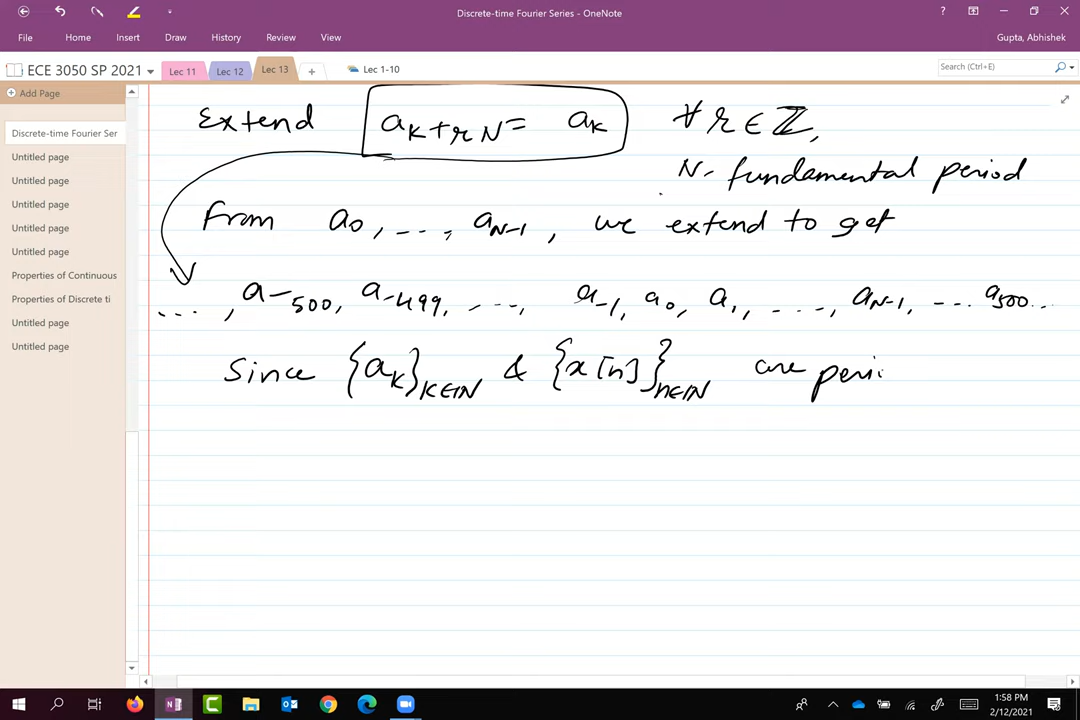 Discrete-time Fourier Series - OneNote
Gupta, Abhishek
File Home Insert Draw History Review View
ECE 3050 SP 2021 Lec 11 Lec 12 Lec 13 Lec 1-10
Search (Ctrl+E)
Add Page
Discrete-time Fourier Ser
Untitled page
Untitled page
Untitled page
Untitled page
Untitled page
Properties of Continuous
Properties of Discrete ti
Untitled page
Untitled page
Extend a_{k+rN} = a_k ∀ r ∈ ℤ,
N- fundamental period
From a_0, ..., a_{N-1}, we extend to get
..., a_{-500}, a_{-499}, ..., a_{-1}, a_0, a_1, ..., a_{N-1}, ... a_{500}...
Since {a_k}_{k∈IN} & {x[n]}_{n∈IN} are peri
1:58 PM
2/12/2021